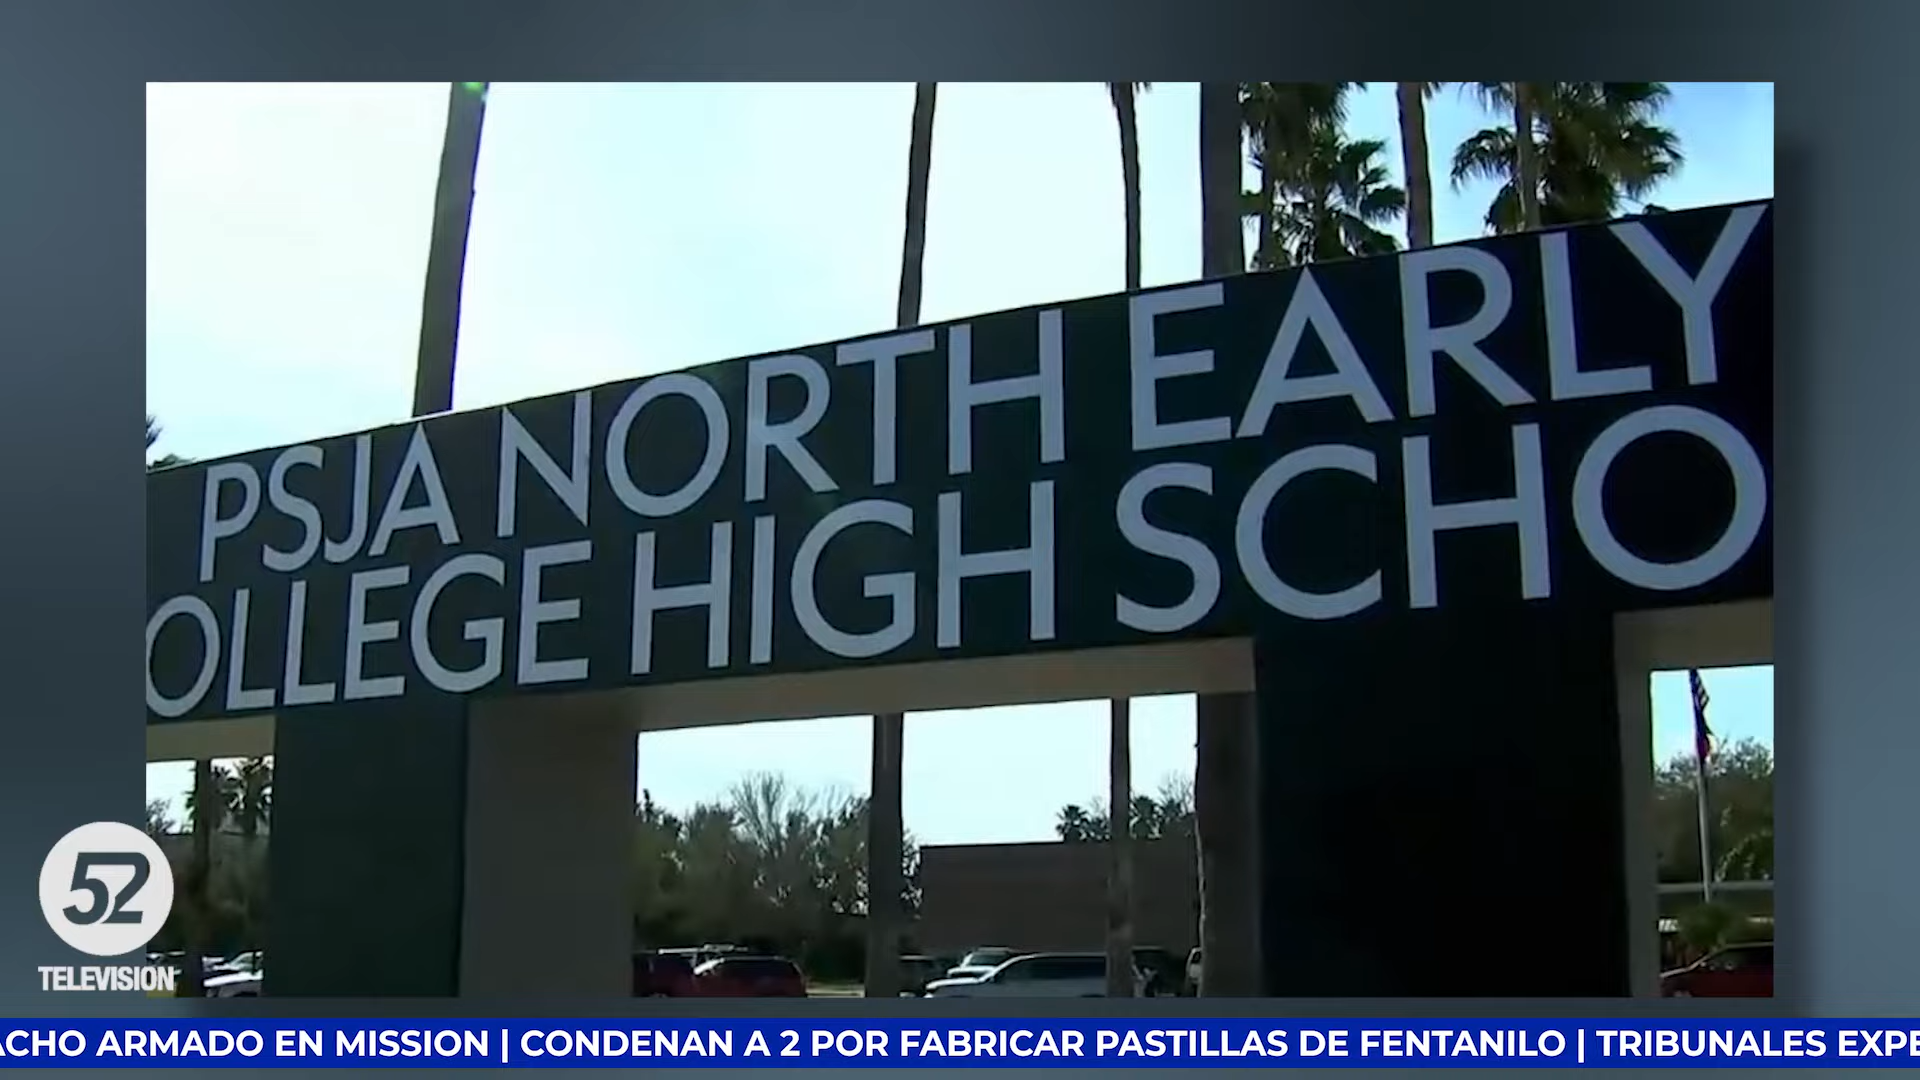 PSJA NORTH EARLY
OLLEGE HIGH SCHO
52
TELEVISION
ACHO ARMADO EN MISSION | CONDENAN A 2 POR FABRICAR PASTILLAS DE FENTANILO | TRIBUNALES EXPE